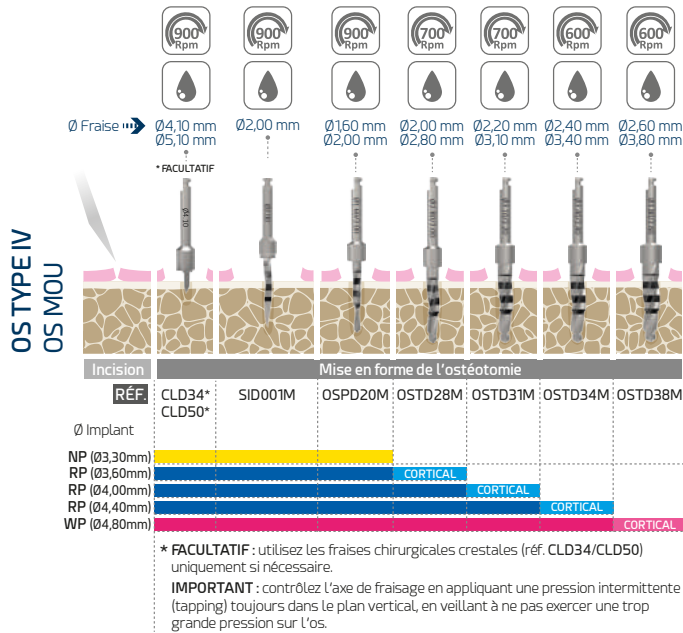 900 Rpm 900 Rpm 900 Rpm 700 Rpm 700 Rpm 600 Rpm 600 Rpm
Ø Fraise Ø4,10 mm Ø2,00 mm Ø1,60 mm Ø2,00 mm Ø2,20 mm Ø2,40 mm Ø2,60 mm
Ø5,10 mm Ø2,00 mm Ø2,80 mm Ø3,10 mm Ø3,40 mm Ø3,80 mm
* FACULTATIF
OS TYPE IV
OS MOU
Incision Mise en forme de l'ostéotomie
RÉF. CLD34* SID001M OSPD20M OSTD28M OSTD31M OSTD34M OSTD38M
CLD50*
Ø Implant
NP (Ø3,30mm)
RP (Ø3,60mm) CORTICAL
RP (Ø4,00mm) CORTICAL
RP (Ø4,40mm) CORTICAL
WP (Ø4,80mm) CORTICAL
* FACULTATIF : utilisez les fraises chirurgicales crestales (réf. CLD34/CLD50)
uniquement si nécessaire.
IMPORTANT : contrôlez l'axe de fraisage en appliquant une pression intermittente
(tapping) toujours dans le plan vertical, en veillant à ne pas exercer une trop
grande pression sur l'os.